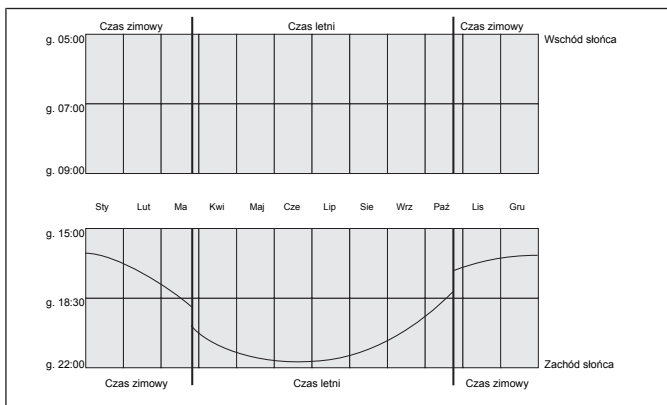 Czas zimowy Czas letni Czas zimowy
g. 05:00 Wschód słońca
g. 07:00
g. 09:00
Sty Lut Ma Kwi Maj Cze Lip Sie Wrz Paź Lis Gru
g. 15:00
g. 18:30
g. 22:00 Zachód słońca
Czas zimowy Czas letni Czas zimowy